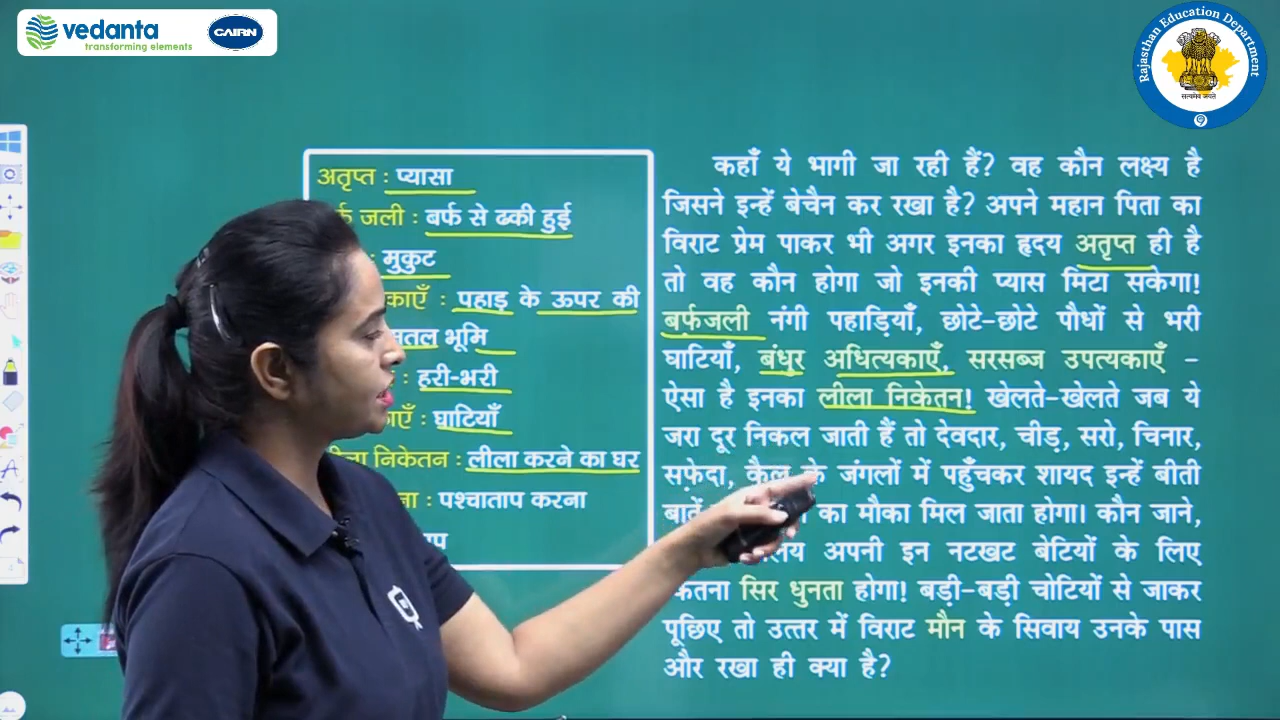 vedanta
transforming elements
CAIRN
Rajasthan Education Department
सत्यमेव जयते
अतृप्त : प्यासा
जली : बर्फ से ढकी हुई
: मुकुट
: पहाड़ के ऊपर की
भूमि
: हरी-भरी
: घाटियाँ
निकेतन : लीला करने का घर
: पश्चाताप करना
कहाँ ये भागी जा रही हैं? वह कौन लक्ष्य है
जिसने इन्हें बेचैन कर रखा है? अपने महान पिता का
विराट प्रेम पाकर भी अगर इनका हृदय अतृप्त ही है
तो वह कौन होगा जो इनकी प्यास मिटा सकेगा!
बर्फजली नंगी पहाड़ियाँ, छोटे-छोटे पौधों से भरी
घाटियाँ, बंधुर अधित्यकाएँ, सरसब्ज उपत्यकाएँ -
ऐसा है इनका लीला निकेतन! खेलते-खेलते जब ये
जरा दूर निकल जाती हैं तो देवदार, चीड़, सरो, चिनार,
सफ़ेदा, कैल के जंगलों में पहुँचकर शायद इन्हें बीती
बातें का मौका मिल जाता होगा। कौन जाने,
अपनी इन नटखट बेटियों के लिए
सिर धुनता होगा! बड़ी-बड़ी चोटियों से जाकर
पूछिए तो उत्तर में विराट मौन के सिवाय उनके पास
और रखा ही क्या है?